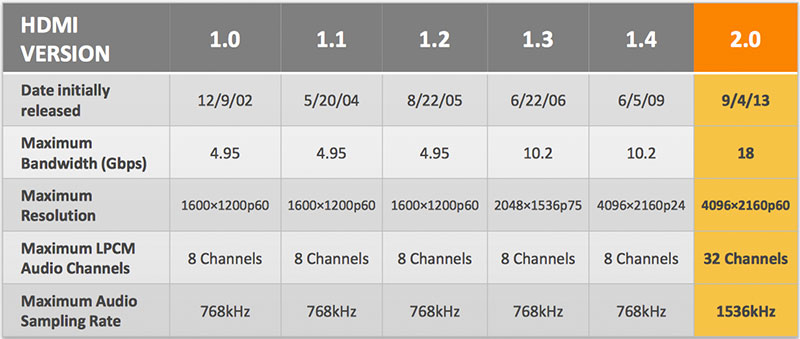 HDMI VERSION 1.0 1.1 1.2 1.3 1.4 2.0
Date initially released 12/9/02 5/20/04 8/22/05 6/22/06 6/5/09 9/4/13
Maximum Bandwidth (Gbps) 4.95 4.95 4.95 10.2 10.2 18
Maximum Resolution 1600×1200p60 1600×1200p60 1600×1200p60 2048×1536p75 4096×2160p24 4096×2160p60
Maximum LPCM Audio Channels 8 Channels 8 Channels 8 Channels 8 Channels 8 Channels 32 Channels
Maximum Audio Sampling Rate 768kHz 768kHz 768kHz 768kHz 768kHz 1536kHz